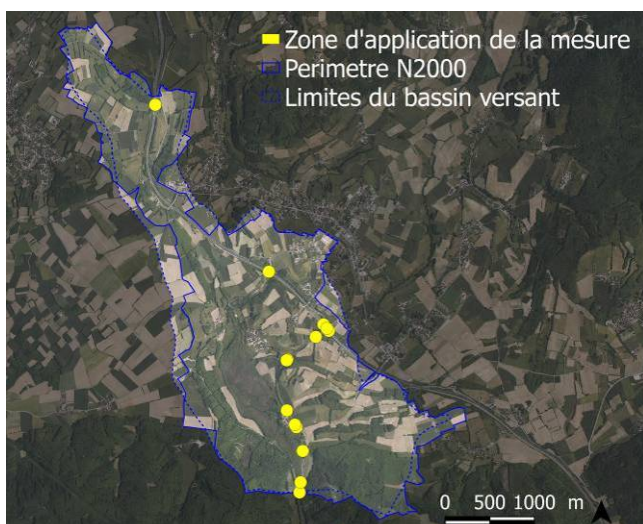 Zone d'application de la mesure
Perimetre N2000
Limites du bassin versant
0 500 1000 m